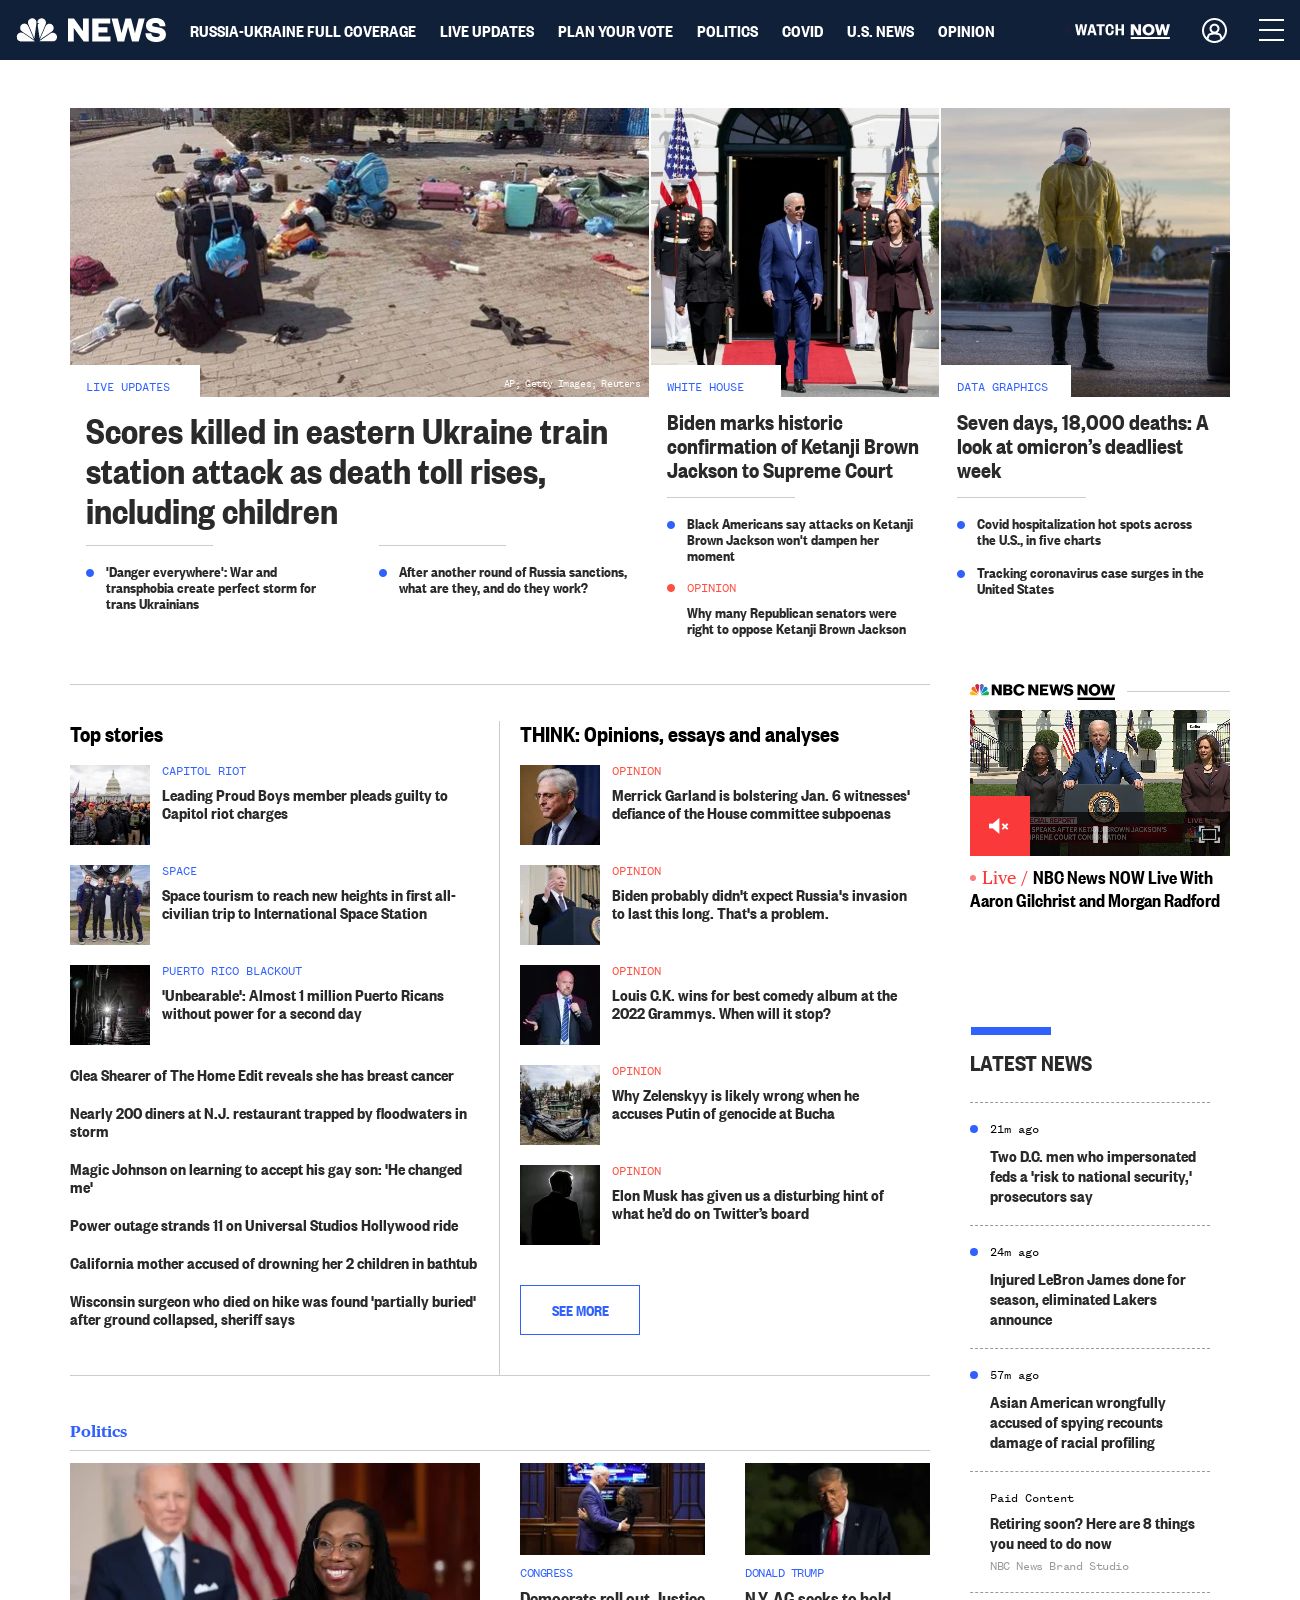 NEWS RUSSIA-UKRAINE FULL COVERAGE LIVE UPDATES PLAN YOUR VOTE POLITICS COVID U.S. NEWS OPINION WATCH NOW
AP; Getty Images; Reuters
LIVE UPDATES
Scores killed in eastern Ukraine train
station attack as death toll rises,
including children
'Danger everywhere': War and
transphobia create perfect storm for
trans Ukrainians
After another round of Russia sanctions,
what are they, and do they work?
WHITE HOUSE
Biden marks historic
confirmation of Ketanji Brown
Jackson to Supreme Court
Black Americans say attacks on Ketanji
Brown Jackson won't dampen her
moment
OPINION
Why many Republican senators were
right to oppose Ketanji Brown Jackson
DATA GRAPHICS
Seven days, 18,000 deaths: A
look at omicron’s deadliest
week
Covid hospitalization hot spots across
the U.S., in five charts
Tracking coronavirus case surges in the
United States
Top stories
CAPITOL RIOT
Leading Proud Boys member pleads guilty to
Capitol riot charges
SPACE
Space tourism to reach new heights in first all-
civilian trip to International Space Station
PUERTO RICO BLACKOUT
'Unbearable': Almost 1 million Puerto Ricans
without power for a second day
Clea Shearer of The Home Edit reveals she has breast cancer
Nearly 200 diners at N.J. restaurant trapped by floodwaters in
storm
Magic Johnson on learning to accept his gay son: 'He changed
me'
Power outage strands 11 on Universal Studios Hollywood ride
California mother accused of drowning her 2 children in bathtub
Wisconsin surgeon who died on hike was found 'partially buried'
after ground collapsed, sheriff says
THINK: Opinions, essays and analyses
OPINION
Merrick Garland is bolstering Jan. 6 witnesses'
defiance of the House committee subpoenas
OPINION
Biden probably didn't expect Russia's invasion
to last this long. That's a problem.
OPINION
Louis C.K. wins for best comedy album at the
2022 Grammys. When will it stop?
OPINION
Why Zelenskyy is likely wrong when he
accuses Putin of genocide at Bucha
OPINION
Elon Musk has given us a disturbing hint of
what he’d do on Twitter’s board
SEE MORE
NBC NEWS NOW
LIVE
SPEAKS AFTER BROWN JACKSON'S
Live / NBC News NOW Live With
Aaron Gilchrist and Morgan Radford
LATEST NEWS
21m ago
Two D.C. men who impersonated
feds a 'risk to national security,'
prosecutors say
24m ago
Injured LeBron James done for
season, eliminated Lakers
announce
57m ago
Asian American wrongfully
accused of spying recounts
damage of racial profiling
Paid Content
Retiring soon? Here are 8 things
you need to do now
NBC News Brand Studio
Politics
CONGRESS
Democrats roll out Justice
DONALD TRUMP
N.Y. AG seeks to hold